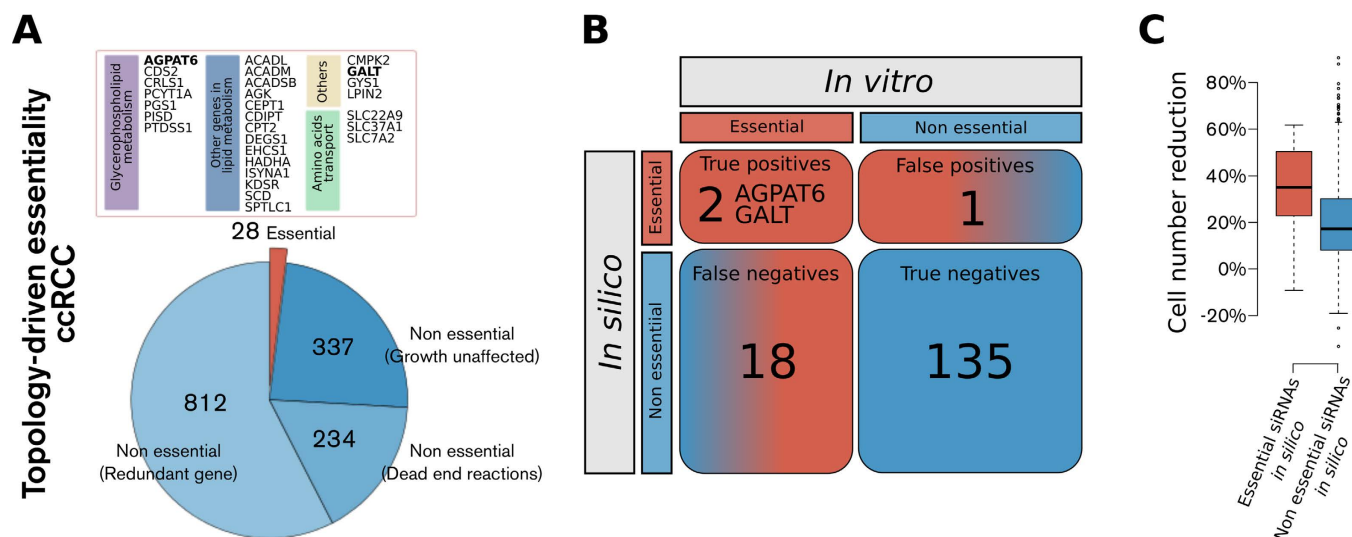 A
Topology-driven essentiality
ccRCC
Glycerophospholipid
metabolism
AGPAT6
CDS2
CRLS1
PCYT1A
PGS1
PISD
PTDSS1
Other genes in
lipid metabolism
ACADL
ACADM
ACADSB
AGK
CEPT1
CDIPT
CPT2
DEGS1
EHCS1
HADHA
ISYNA1
KDSR
SCD
SPTLC1
Others
CMPK2
GALT
GYS1
LPIN2
Amino acids
transport
SLC22A9
SLC37A1
SLC7A2
28 Essential
337
Non essential
(Growth unaffected)
812
Non essential
(Redundant gene)
234
Non essential
(Dead end reactions)
B
In vitro
Essential
Non essential
In silico
Essential
Non essential
True positives
2 AGPAT6
GALT
False positives
1
False negatives
18
True negatives
135
C
Cell number reduction
80%
60%
40%
20%
0%
-20%
Essential siRNAs
in silico
Non essential siRNAs
in silico